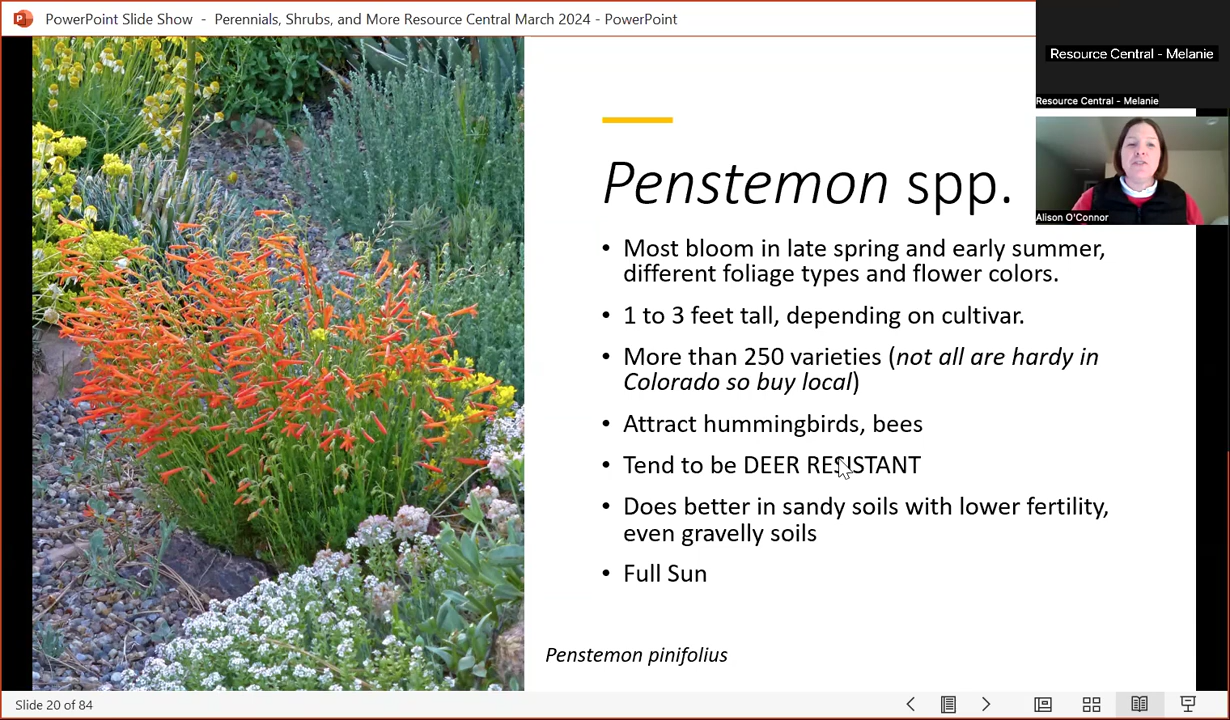 PowerPoint Slide Show - Perennials, Shrubs, and More Resource Central March 2024 - PowerPoint
Resource Central - Melanie
Resource Central - Melanie
Alison O'Connor
Penstemon spp.
• Most bloom in late spring and early summer,
different foliage types and flower colors.
• 1 to 3 feet tall, depending on cultivar.
• More than 250 varieties (not all are hardy in
Colorado so buy local)
• Attract hummingbirds, bees
• Tend to be DEER RESISTANT
• Does better in sandy soils with lower fertility,
even gravelly soils
• Full Sun
Penstemon pinifolius
Slide 20 of 84